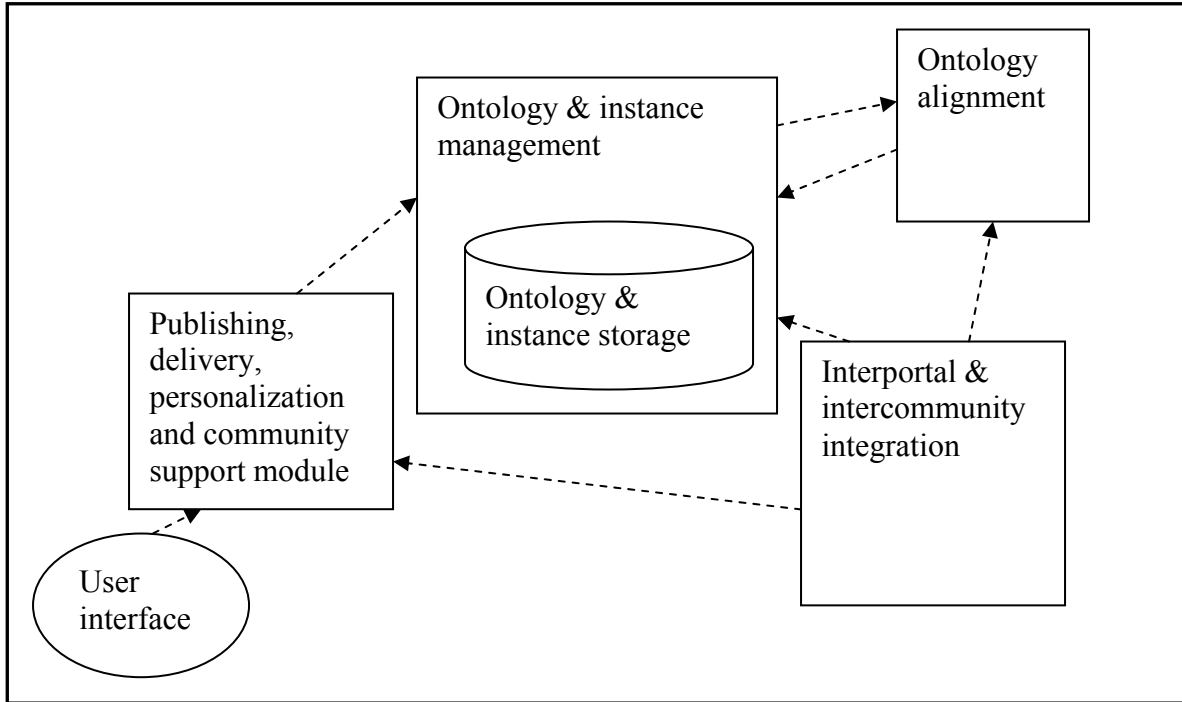 Ontology & instance
management
Ontology &
instance storage
Ontology
alignment
Publishing,
delivery,
personalization
and community
support module
Interportal &
intercommunity
integration
User
interface